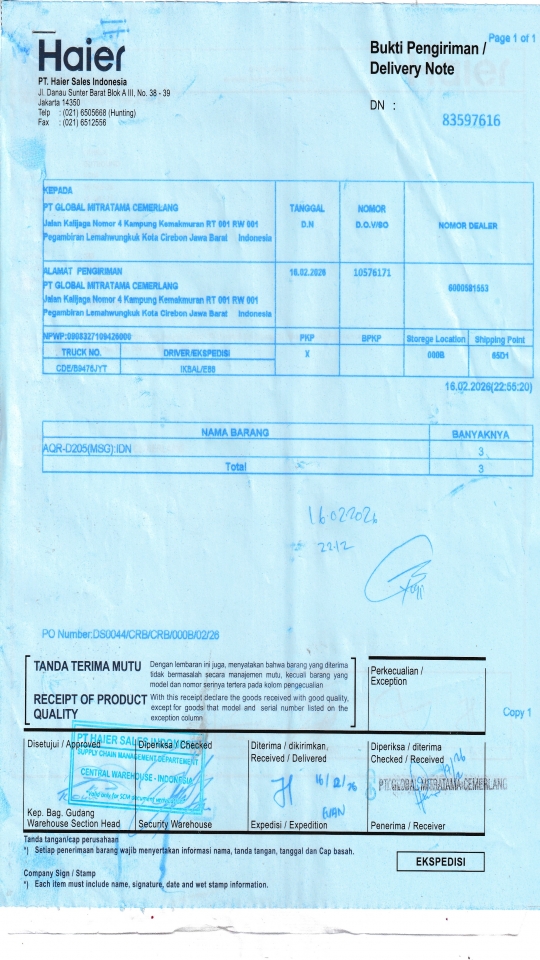 Page 1 of 1
Haier
Bukti Pengiriman /
Delivery Note
PT. Haier Sales Indonesia
Jl. Danau Sunter Barat Blok A III, No. 38 - 39
Jakarta 14350
Telp : (021) 6505668 (Hunting)
Fax : (021) 6512556
DN :
83597616
KEPADA
PT GLOBAL MITRATAMA CEMERLANG
Jalan Kalijaga Nomor 4 Kampung Kemakmuran RT 001 RW 001
Pegambiran Lemahwungkuk Kota Cirebon Jawa Barat Indonesia
TANGGAL
D.N
NOMOR
D.O.V/SO
NOMOR DEALER
ALAMAT PENGIRIMAN
PT GLOBAL MITRATAMA CEMERLANG
Jalan Kalijaga Nomor 4 Kampung Kemakmuran RT 001 RW 001
Pegambiran Lemahwungkuk Kota Cirebon Jawa Barat Indonesia
16.02.2026
10576171
6000581553
NPWP:0908327109426000
PKP
BPKP
Storege Location
Shipping Point
TRUCK NO.
DRIVER/EKSPEDISI
X
000B
65D1
CDE/B9476JYT
IKBAL/E88
16.02.2026(22:55:20)
NAMA BARANG
BANYAKNYA
AQR-D205(MSG):IDN
3
Total
3
16022026
22.12
PO Number:DS0044/CRB/CRB/000B/02/26
TANDA TERIMA MUTU
Dengan lembaran ini juga, menyatakan bahwa barang yang diterima
tidak bermasalah secara manajemen mutu, kecuali barang yang
model dan nomor serinya tertera pada kolom pengecualian
RECEIPT OF PRODUCT
QUALITY
With this receipt declare the goods received with good quality,
except for goods that model and serial number listed on the
exception column
Perkecualian /
Exception
Copy 1
Disetujui / Approved
Diperiksa / Checked
Diterima / dikirimkan,
Received / Delivered
Diperiksa / diterima
Checked / Received
PT HAIER SALES INDONESIA
SUPPLY CHAIN MANAGEMENT DEPARTEMENT
CENTRAL WAREHOUSE - INDONESIA
PT GLOBAL MITRATAMA CEMERLANG
Kep. Bag. Gudang
Warehouse Section Head
Security Warehouse
Expedisi / Expedition
Penerima / Receiver
Tanda tangan/cap perusahaan
*) Setiap penerimaan barang wajib menyertakan informasi nama, tanda tangan, tanggal dan Cap basah.
EKSPEDISI
Company Sign / Stamp
*) Each item must include name, signature, date and wet stamp information.